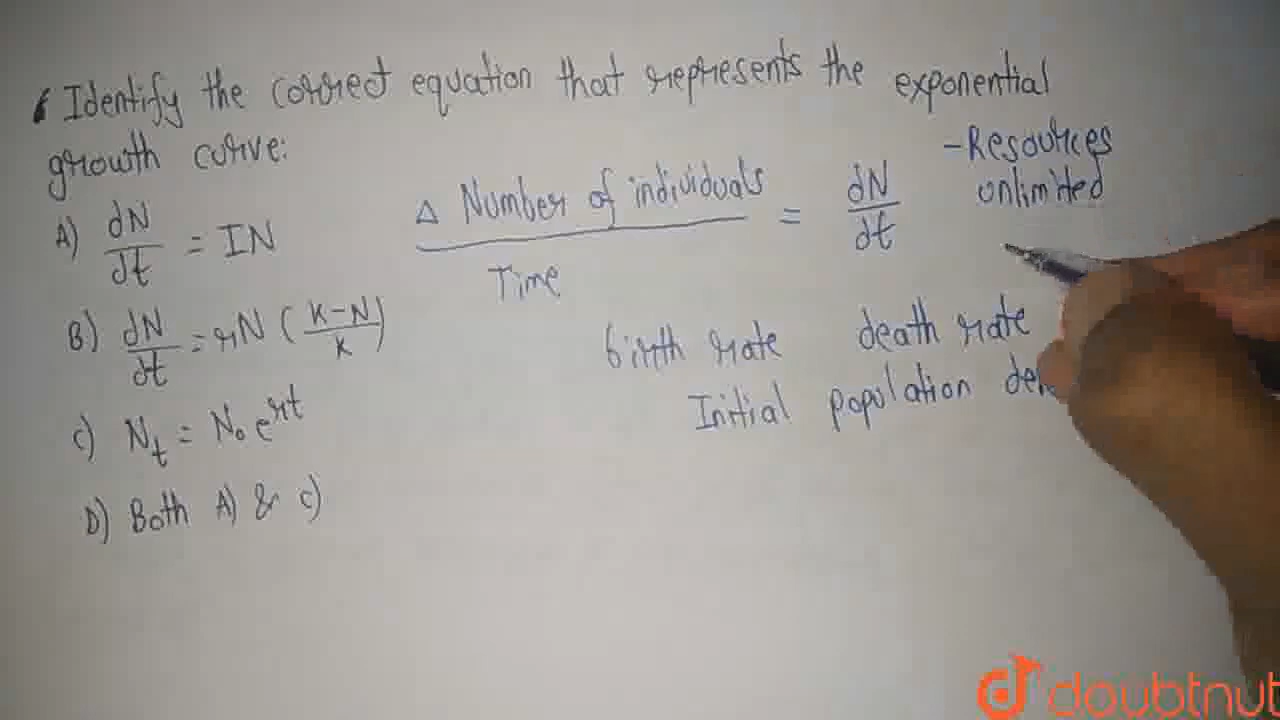 Identify the correct equation that represents the exponential
growth curve:
- Resources
unlimited
A) dN/dt = IN
Δ Number of individuals / Time = dN/dt
B) dN/dt = rN (K-N/K)
birth rate death rate
Initial population
C) Nt = N₀ e^rt
D) Both A) & C)
doubtnut